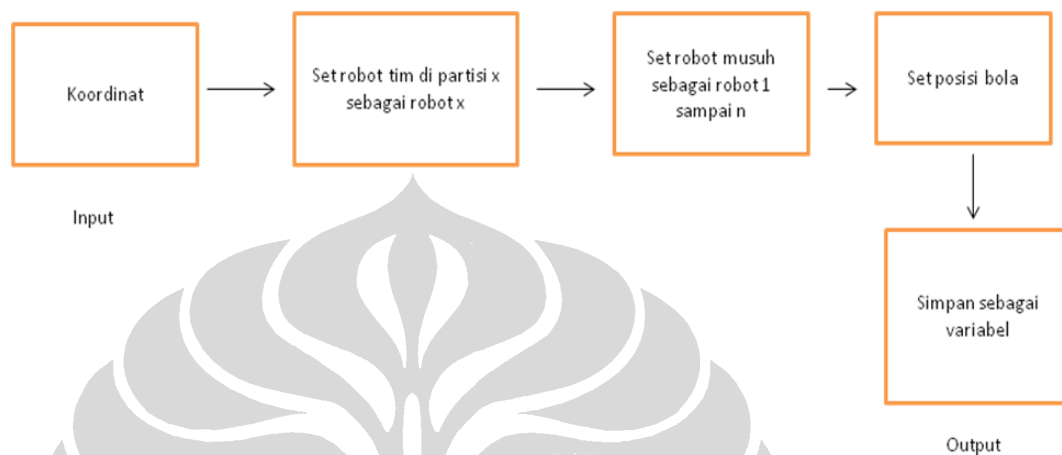 Koordinat
Set robot tim di partisi x
sebagai robot x
Set robot musuh
sebagai robot 1
sampai n
Set posisi bola
Input
Simpan sebagai
variabel
Output